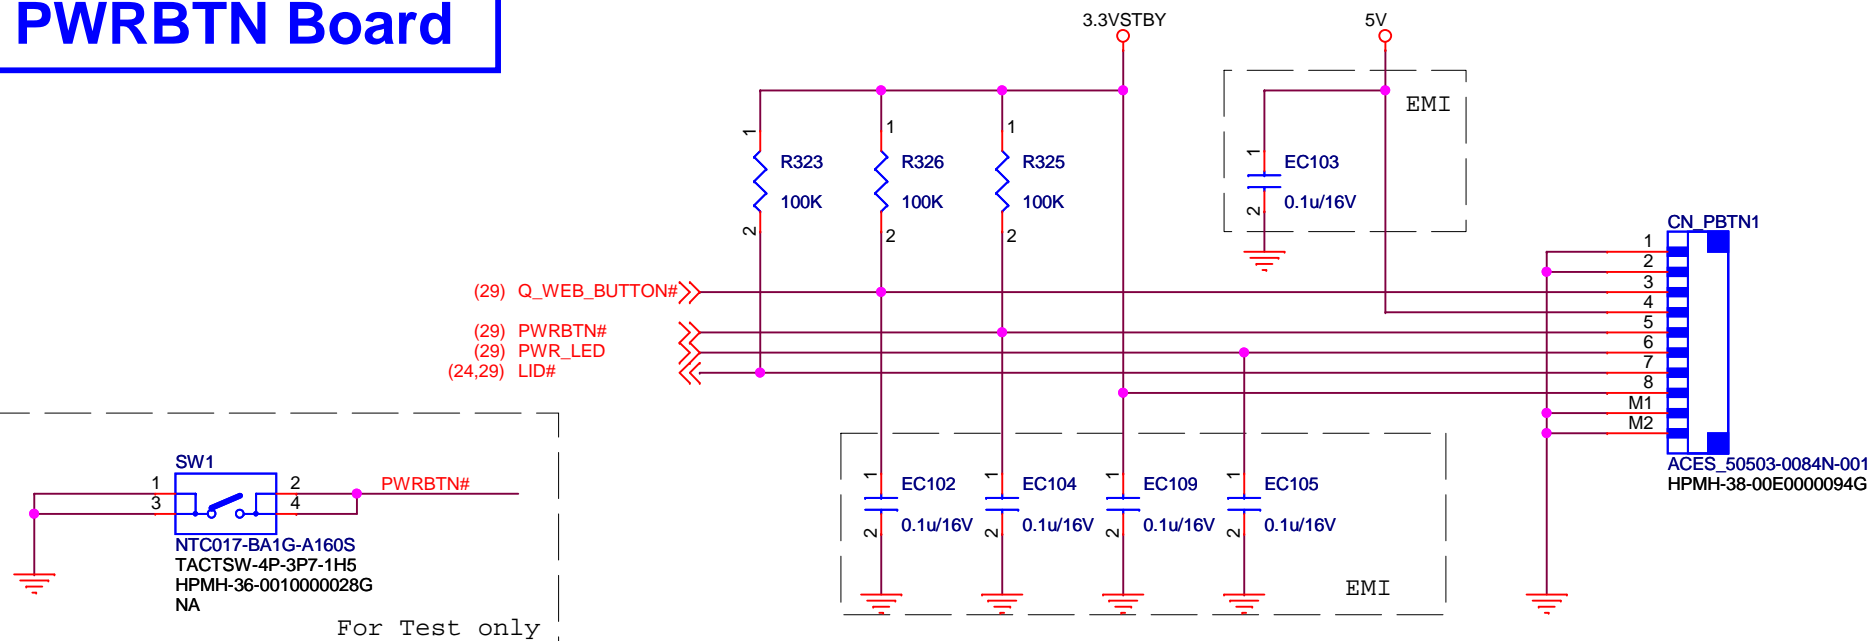 PWRBTN Board
3.3VSTBY
5V
EMI
1
R323
100K
2
1
R326
100K
2
1
R325
100K
2
1
EC103
0.1u/16V
2
CN_PBTN1
1
2
3
4
5
6
7
8
M1
M2
ACES_50503-0084N-001
HPMH-38-00E0000094G
(29) Q_WEB_BUTTON#
(29) PWRBTN#
(29) PWR_LED
(24,29) LID#
SW1
1
2
PWRBTN#
3
4
NTC017-BA1G-A160S
TACTSW-4P-3P7-1H5
HPMH-36-0010000028G
NA
For Test only
1
EC102
0.1u/16V
2
1
EC104
0.1u/16V
2
1
EC109
0.1u/16V
2
1
EC105
0.1u/16V
2
EMI